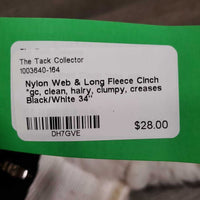 The Tack Collector
1003640-164
Nylon Web & Long Fleece Cinch
*gc, clean, hairy, clumpy, creases
Black/White 34"
$28.00
DH7GVE